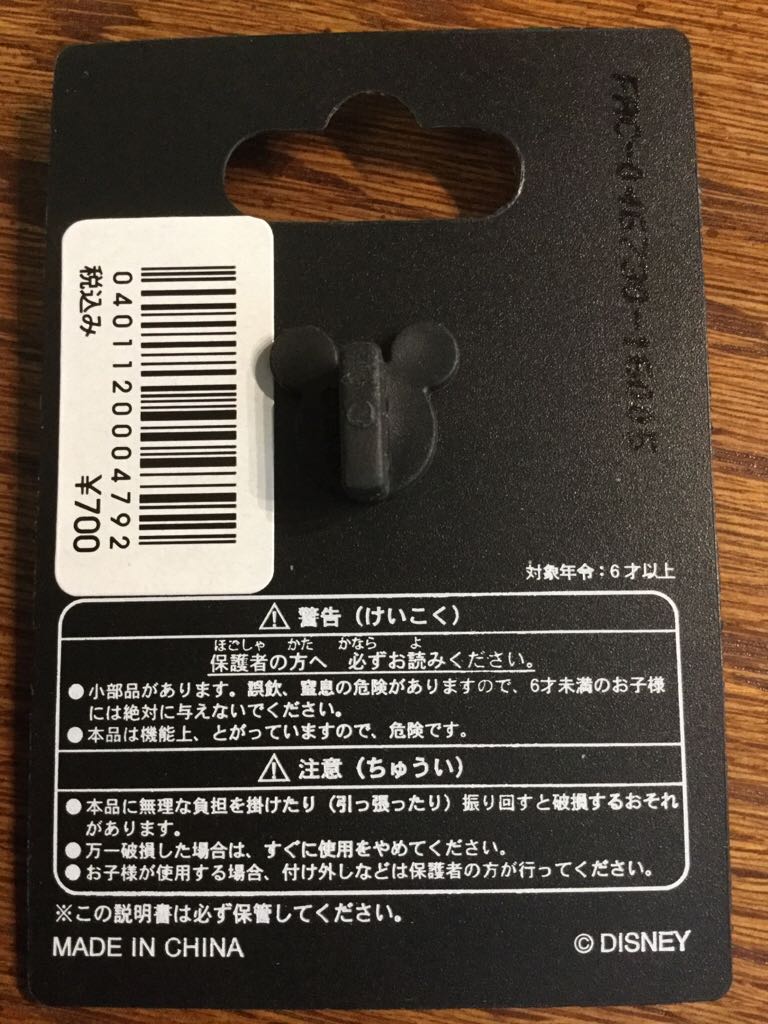 税込み
0401120004792
¥700
対象年令：6才以上
⚠ 警告（けいこく）
ほごしゃ かた かなら よ
保護者の方へ 必ずお読みください。
●小部品があります。誤飲、窒息の危険がありますので、6才未満のお子様
には絶対に与えないでください。
●本品は機能上、とがっていますので、危険です。
⚠ 注意（ちゅうい）
●本品に無理な負担を掛けたり（引っ張ったり）振り回すと破損するおそれ
があります。
●万一破損した場合は、すぐに使用をやめてください。
●お子様が使用する場合、付け外しなどは保護者の方が行ってください。
※この説明書は必ず保管してください。
MADE IN CHINA
© DISNEY